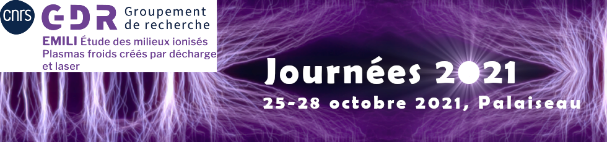 cnrs
GDR Groupement
de recherche
EMILI Étude des milieux ionisés
Plasmas froids créés par décharge
et laser
Journées 2021
25-28 octobre 2021, Palaiseau